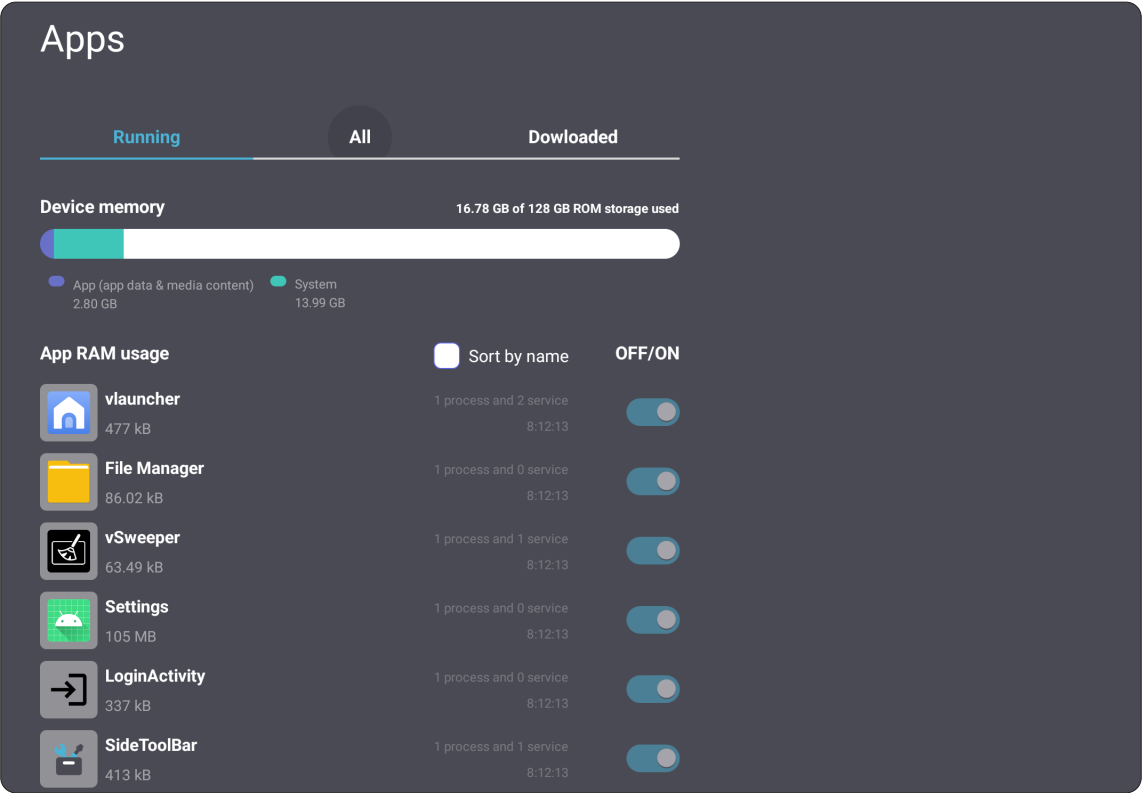 Apps
Running
All
Dowloaded
Device memory
16.78 GB of 128 GB ROM storage used
App (app data & media content)
2.80 GB
System
13.99 GB
App RAM usage
Sort by name
OFF/ON
vlauncher
1 process and 2 service
477 kB
8:12:13
File Manager
1 process and 0 service
86.02 kB
8:12:13
vSweeper
1 process and 1 service
63.49 kB
8:12:13
Settings
1 process and 0 service
105 MB
8:12:13
LoginActivity
1 process and 0 service
337 kB
8:12:13
SideToolBar
1 process and 1 service
413 kB
8:12:13